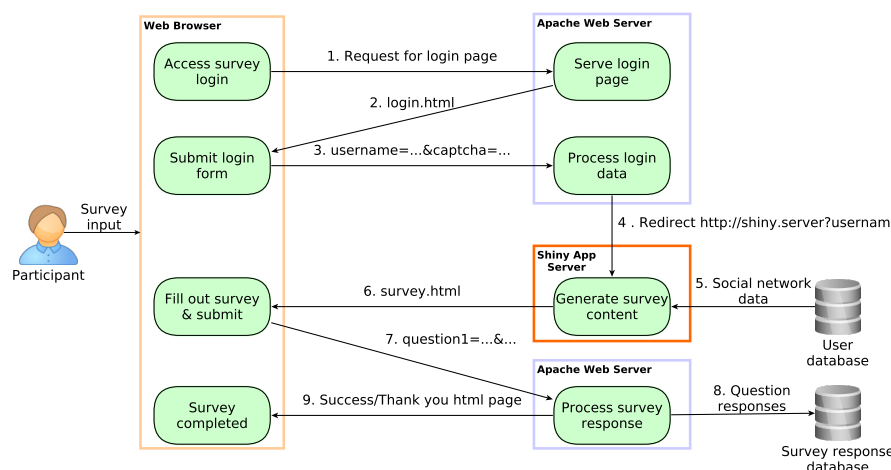 Web Browser
Apache Web Server
Access survey
login
1. Request for login page
Serve login
page
2. login.html
Submit login
form
3. username=...&captcha=...
Process login
data
Survey
input
Participant
4 . Redirect http://shiny.server?usernam
Shiny App
Server
Fill out survey
& submit
6. survey.html
Generate survey
content
5. Social network
data
User
database
7. question1=...&...
Apache Web Server
Survey
completed
9. Success/Thank you html page
Process survey
response
8. Question
responses
Survey response
database